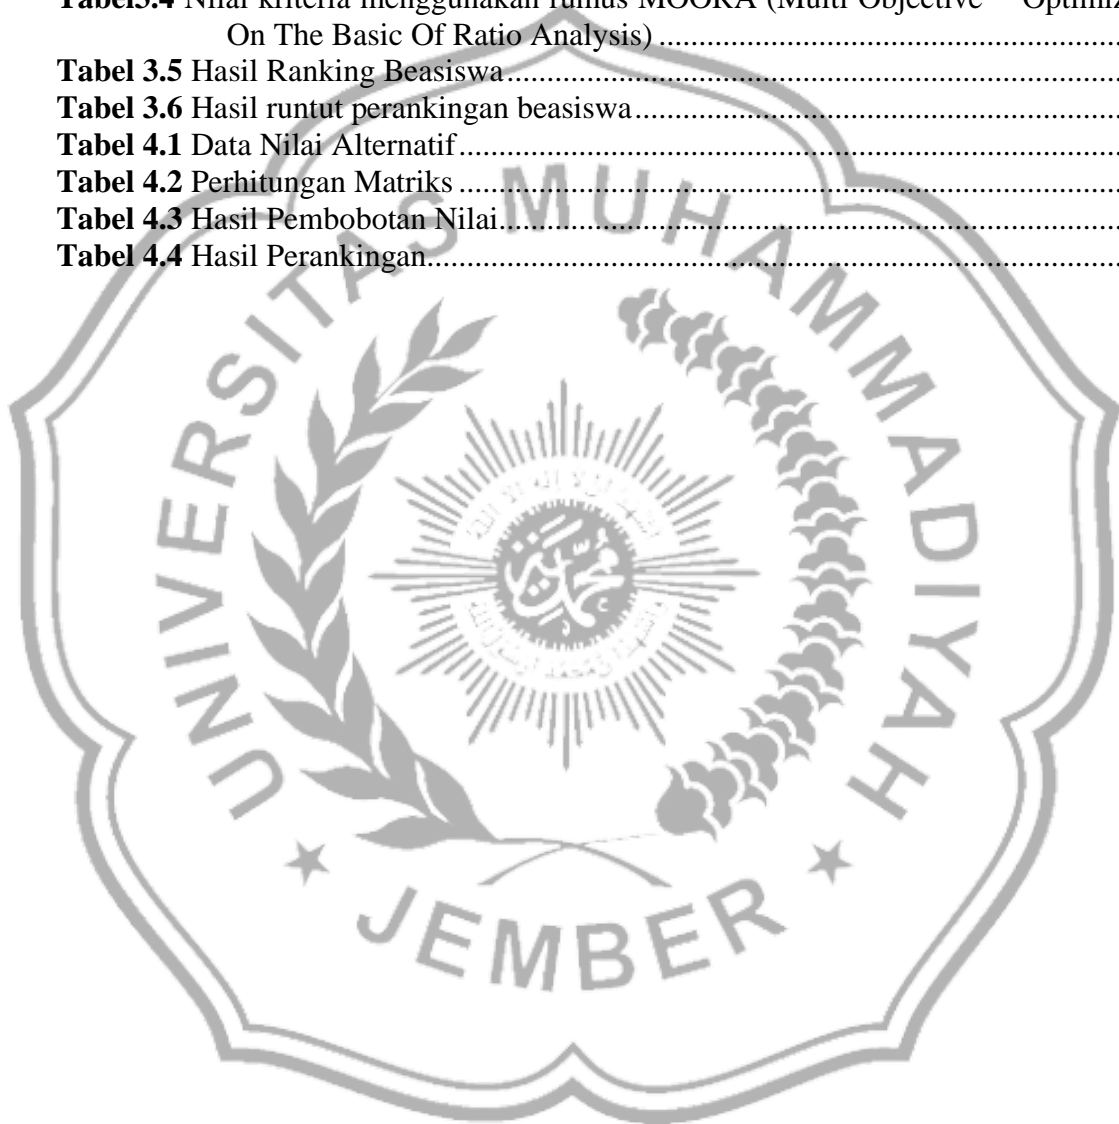 Tabel3.4 Nilai kriteria menggunakan rumus MOORA (Multi Objective Optimiz
On The Basic Of Ratio Analysis)
Tabel 3.5 Hasil Ranking Beasiswa
Tabel 3.6 Hasil runtut perankingan beasiswa
Tabel 4.1 Data Nilai Alternatif
Tabel 4.2 Perhitungan Matriks
Tabel 4.3 Hasil Pembobotan Nilai
Tabel 4.4 Hasil Perankingan
UNIVERSITAS MUHAMMADIYAH
JEMBER